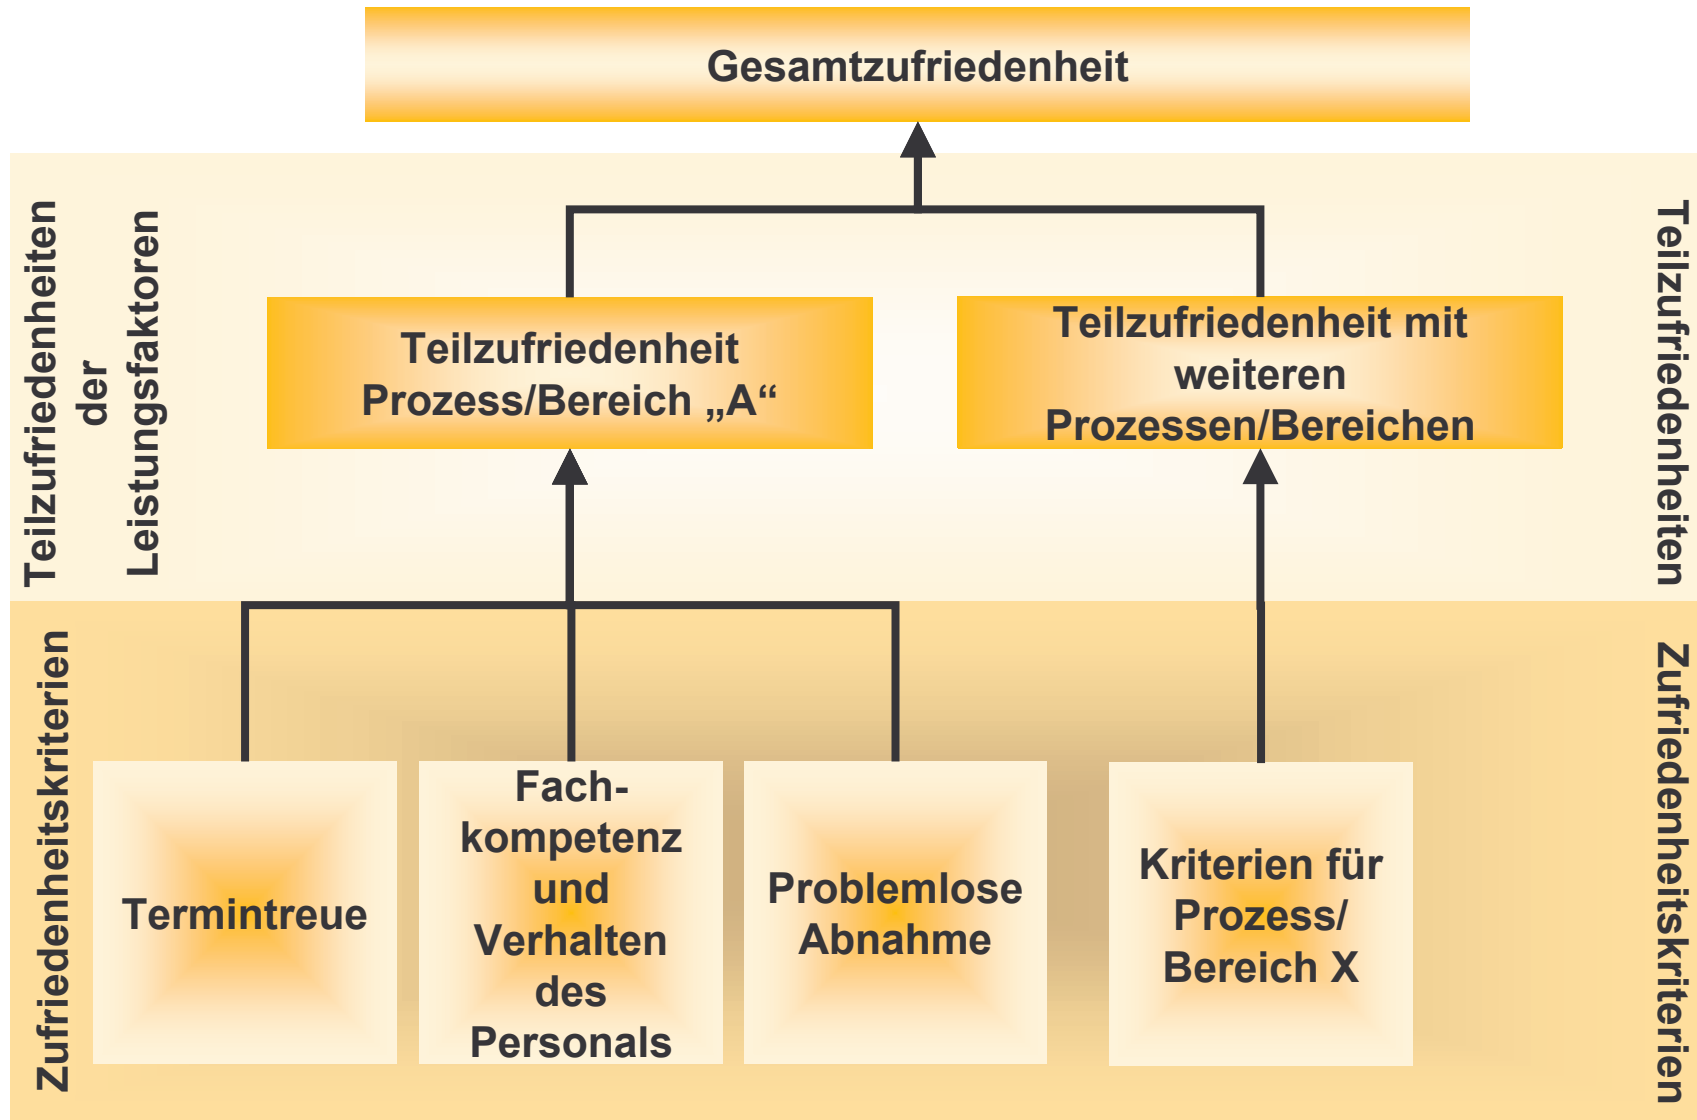 Gesamtzufriedenheit
Teilzufriedenheiten
der
Leistungsfaktoren
Teilzufriedenheit
Prozess/Bereich „A“
Teilzufriedenheit mit
weiteren
Prozessen/Bereichen
Teilzufriedenheiten
Zufriedenheitskriterien
Termintreue
Fach-
kompetenz
und
Verhalten
des
Personals
Problemlose
Abnahme
Kriterien für
Prozess/
Bereich X
Zufriedenheitskriterien